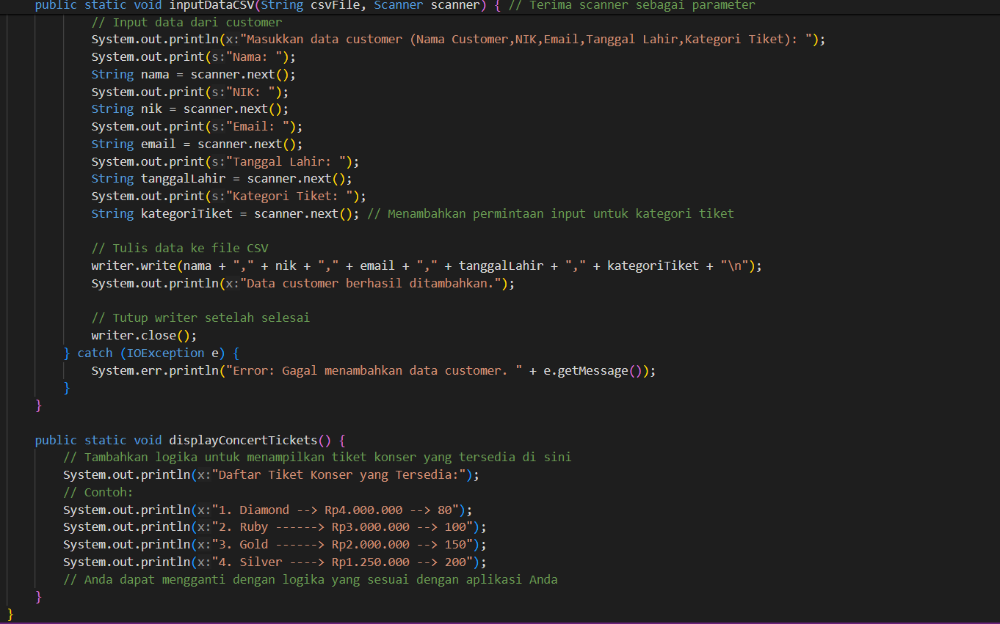 public static void inputDataCSV(String csvFile, Scanner scanner) { // Terima scanner sebagai parameter
// Input data dari customer
System.out.println(x:"Masukkan data customer (Nama Customer,NIK,Email,Tanggal Lahir,Kategori Tiket): ");
System.out.print(s:"Nama: ");
String nama = scanner.next();
System.out.print(s:"NIK: ");
String nik = scanner.next();
System.out.print(s:"Email: ");
String email = scanner.next();
System.out.print(s:"Tanggal Lahir: ");
String tanggalLahir = scanner.next();
System.out.print(s:"Kategori Tiket: ");
String kategoriTiket = scanner.next(); // Menambahkan permintaan input untuk kategori tiket
// Tulis data ke file CSV
writer.write(nama + "," + nik + "," + email + "," + tanggalLahir + "," + kategoriTiket + "\n");
System.out.println(x:"Data customer berhasil ditambahkan.");
// Tutup writer setelah selesai
writer.close();
} catch (IOException e) {
System.err.println("Error: Gagal menambahkan data customer. " + e.getMessage());
}
}
public static void displayConcertTickets() {
// Tambahkan logika untuk menampilkan tiket konser yang tersedia di sini
System.out.println(x:"Daftar Tiket Konser yang Tersedia:");
// Contoh:
System.out.println(x:"1. Diamond --> Rp4.000.000 --> 80");
System.out.println(x:"2. Ruby ------> Rp3.000.000 --> 100");
System.out.println(x:"3. Gold ------> Rp2.000.000 --> 150");
System.out.println(x:"4. Silver ----> Rp1.250.000 --> 200");
// Anda dapat mengganti dengan logika yang sesuai dengan aplikasi Anda
}
}